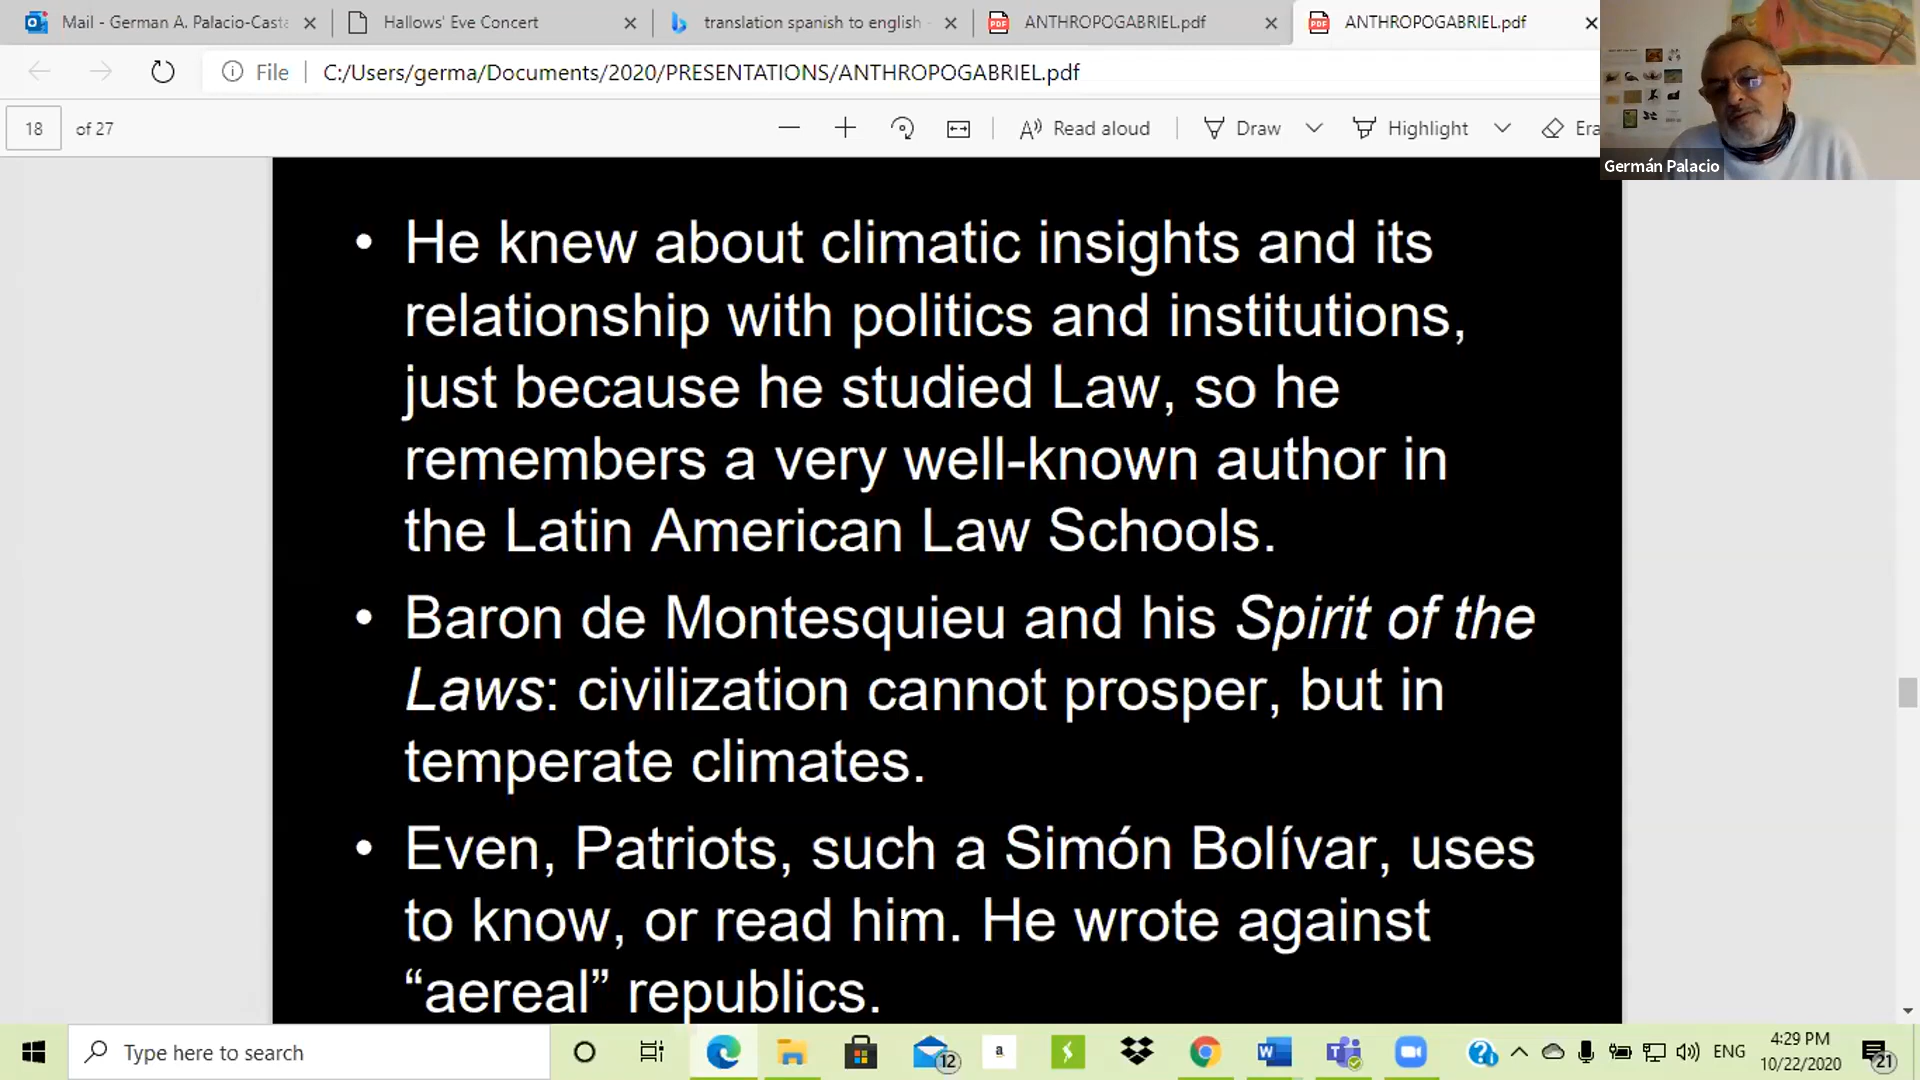 Mail - German A. Palacio-Casta
Hallows' Eve Concert
translation spanish to english
ANTHROPOGABRIEL.pdf
ANTHROPOGABRIEL.pdf
File
C:/Users/germa/Documents/2020/PRESENTATIONS/ANTHROPOGABRIEL.pdf
18 of 27
Read aloud
Draw
Highlight
Era
Germán Palacio
• He knew about climatic insights and its
relationship with politics and institutions,
just because he studied Law, so he
remembers a very well-known author in
the Latin American Law Schools.
• Baron de Montesquieu and his Spirit of the
Laws: civilization cannot prosper, but in
temperate climates.
• Even, Patriots, such a Simón Bolívar, uses
to know, or read him. He wrote against
“aereal” republics.
Type here to search
12
a
ENG
4:29 PM
10/22/2020
21